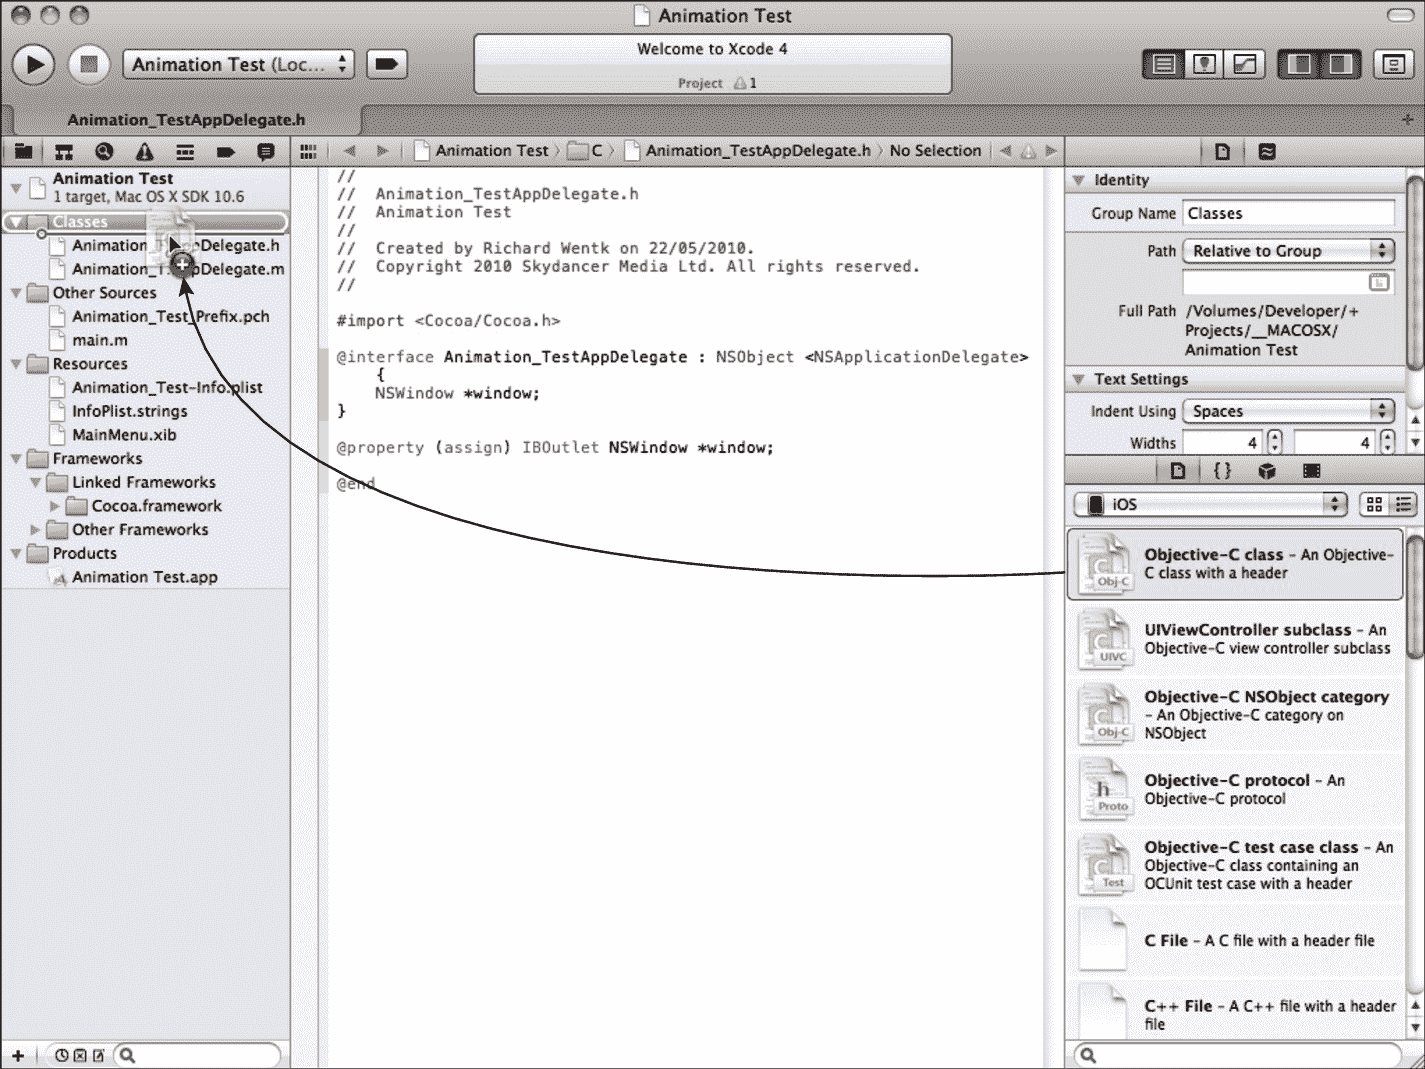 Animation Test
Animation Test (Loc...
Welcome to Xcode 4
Project 1
Animation_TestAppDelegate.h
Animation Test
C
Animation_TestAppDelegate.h
No Selection
Animation Test
1 target, Mac OS X SDK 10.6
Classes
Animation pDelegate.h
Animation_T pDelegate.m
Other Sources
Animation_Test_Prefix.pch
main.m
Resources
Animation_Test-Info.plist
InfoPlist.strings
MainMenu.xib
Frameworks
Linked Frameworks
Cocoa.framework
Other Frameworks
Products
Animation Test.app
//
// Animation_TestAppDelegate.h
// Animation Test
//
// Created by Richard Wentk on 22/05/2010.
// Copyright 2010 Skydancer Media Ltd. All rights reserved.
//
#import <Cocoa/Cocoa.h>
@interface Animation_TestAppDelegate : NSObject <NSApplicationDelegate>
{
NSWindow *window;
}
@property (assign) IBOutlet NSWindow *window;
@end
Identity
Group Name Classes
Path Relative to Group
Full Path /Volumes/Developer/+
Projects/__MACOSX/
Animation Test
Text Settings
Indent Using Spaces
Widths 4 4
{}
iOS
C
Obj-C
Objective-C class – An Objective-
C class with a header
C
UIVC
UIViewController subclass – An
Objective-C view controller subclass
C
Obj-C
Objective-C NSObject category
– An Objective-C category on
NSObject
h
Proto
Objective-C protocol – An
Objective-C protocol
C
Test
Objective-C test case class – An
Objective-C class containing an
OCUnit test case with a header
C File – A C file with a header file
C++ File – A C++ file with a header
file